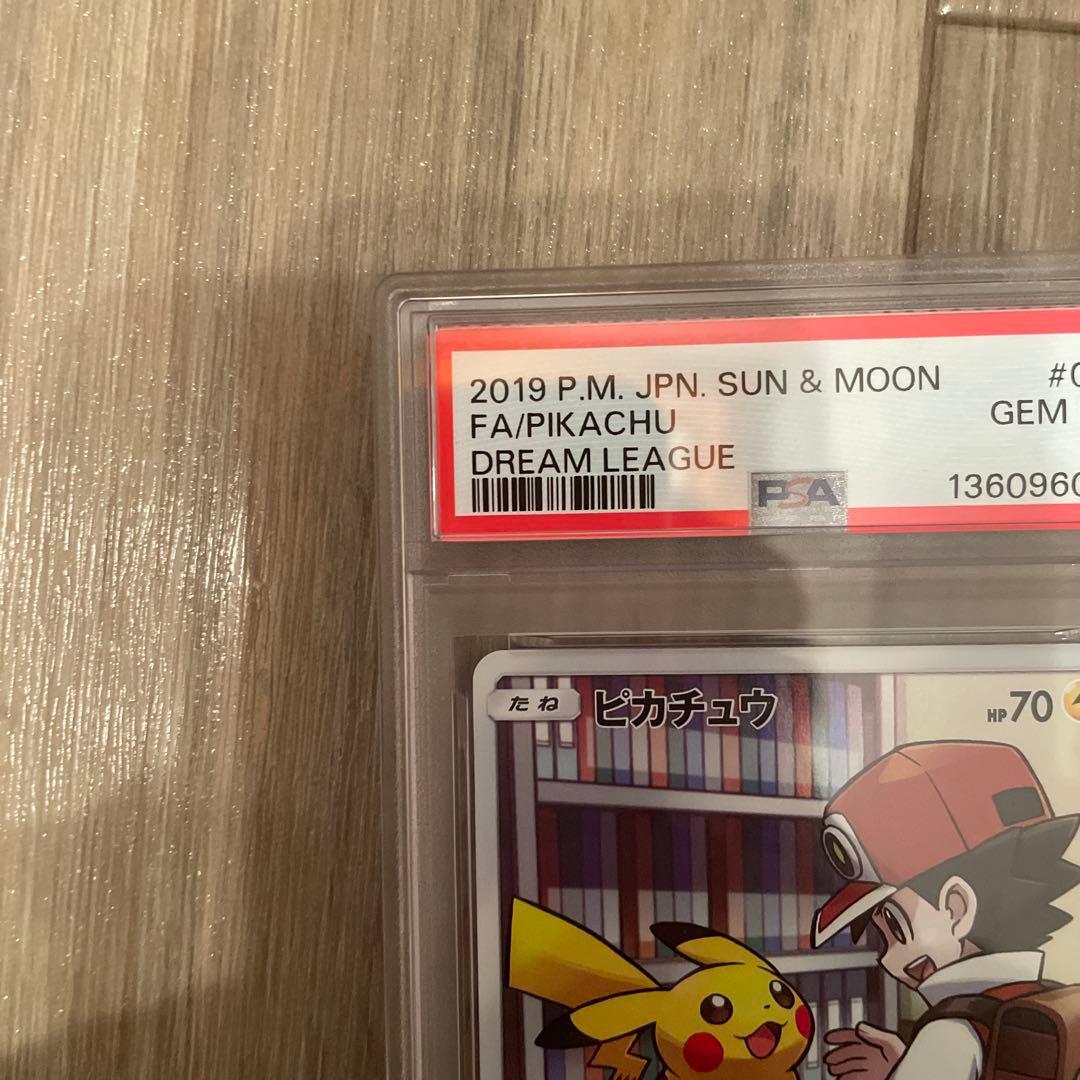 2019 P.M. JPN. SUN & MOON
FA/PIKACHU
DREAM LEAGUE
GEM
PSA
たね ピカチュウ HP70